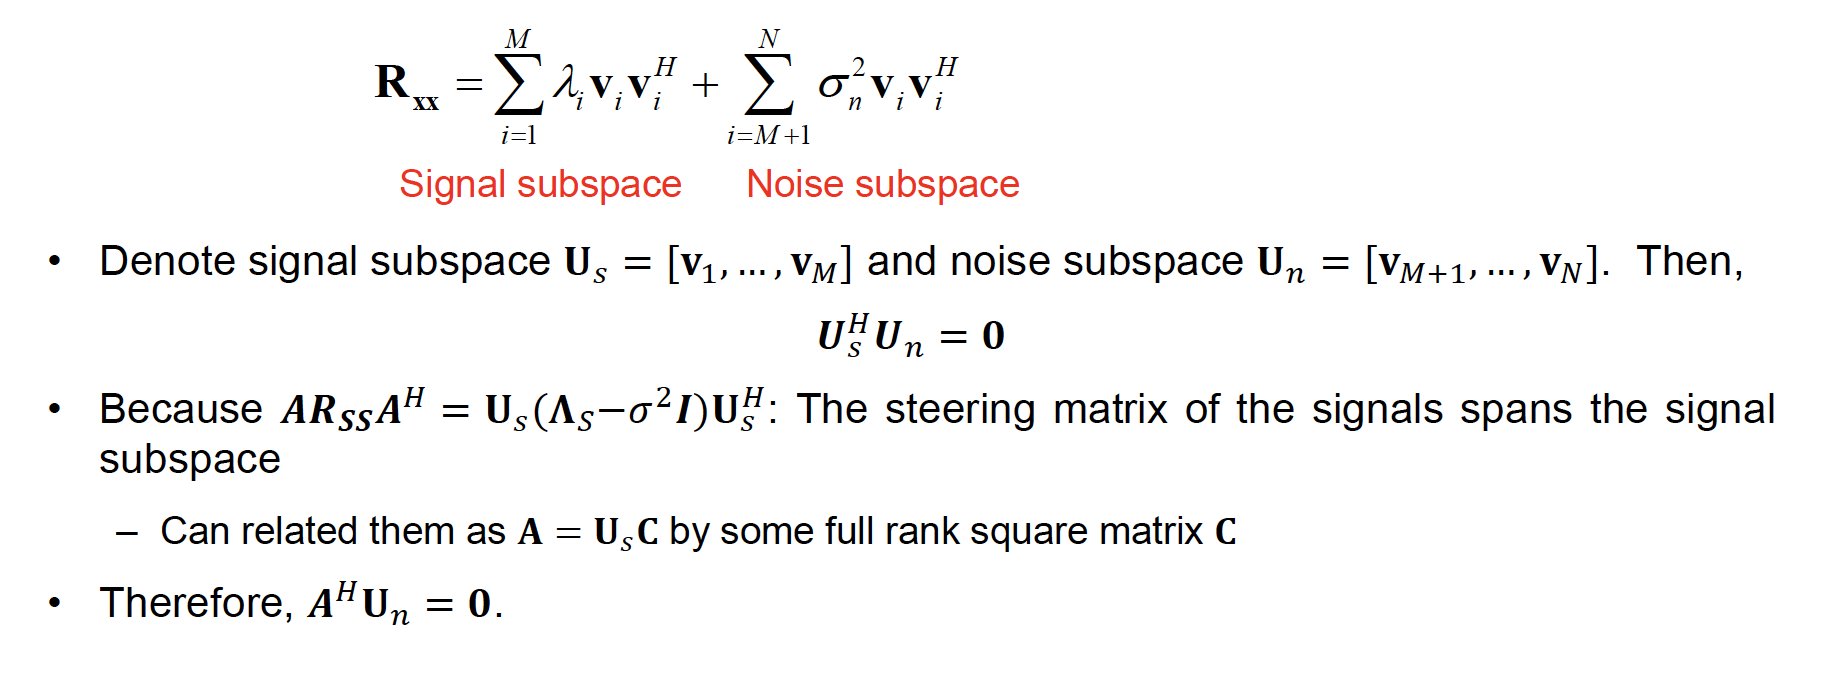 R_xx = ∑_{i=1}^{M} λ_i v_i v_i^H + ∑_{i=M+1}^{N} σ_n^2 v_i v_i^H
Signal subspace Noise subspace
• Denote signal subspace U_s = [v_1, … , v_M] and noise subspace U_n = [v_{M+1}, … , v_N]. Then,
U_s^H U_n = 0
• Because AR_{SS}A^H = U_s(Λ_S−σ^2 I)U_s^H: The steering matrix of the signals spans the signal
subspace
– Can related them as A = U_s C by some full rank square matrix C
• Therefore, A^H U_n = 0.